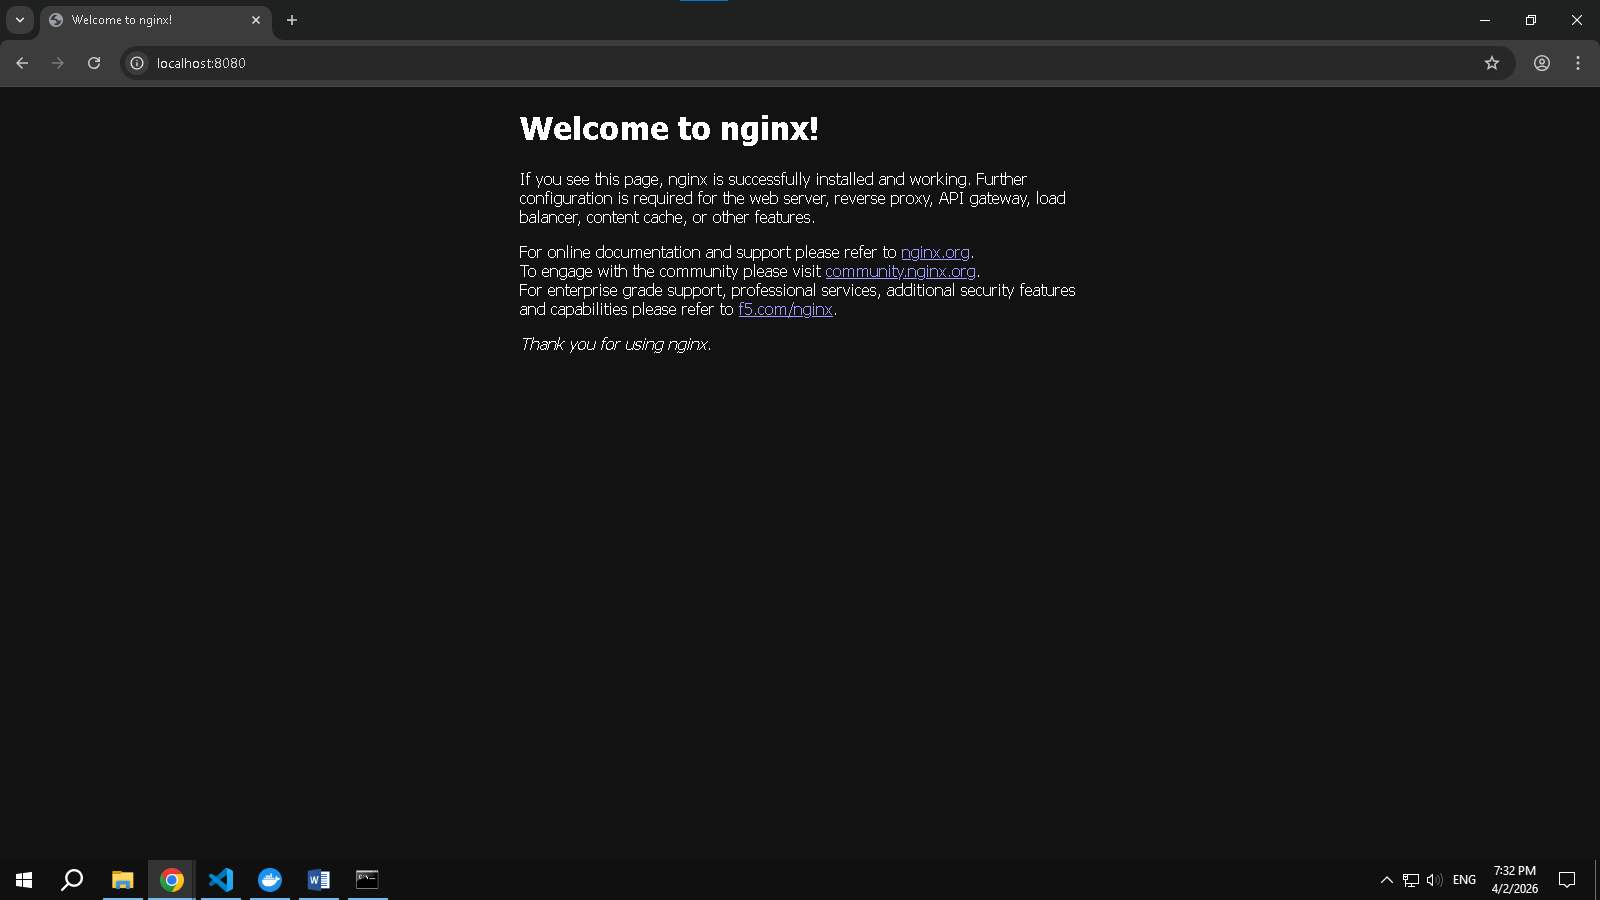 Welcome to nginx!
localhost:8080
Welcome to nginx!
If you see this page, nginx is successfully installed and working. Further
configuration is required for the web server, reverse proxy, API gateway, load
balancer, content cache, or other features.
For online documentation and support please refer to nginx.org.
To engage with the community please visit community.nginx.org.
For enterprise grade support, professional services, additional security features
and capabilities please refer to f5.com/nginx.
Thank you for using nginx.
ENG
7:32 PM
4/2/2026